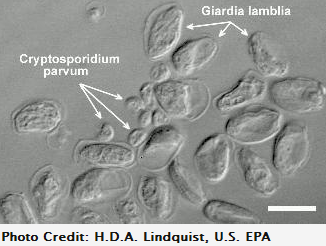 Giardia lamblia
Cryptosporidium
parvum
Photo Credit: H.D.A. Lindquist, U.S. EPA